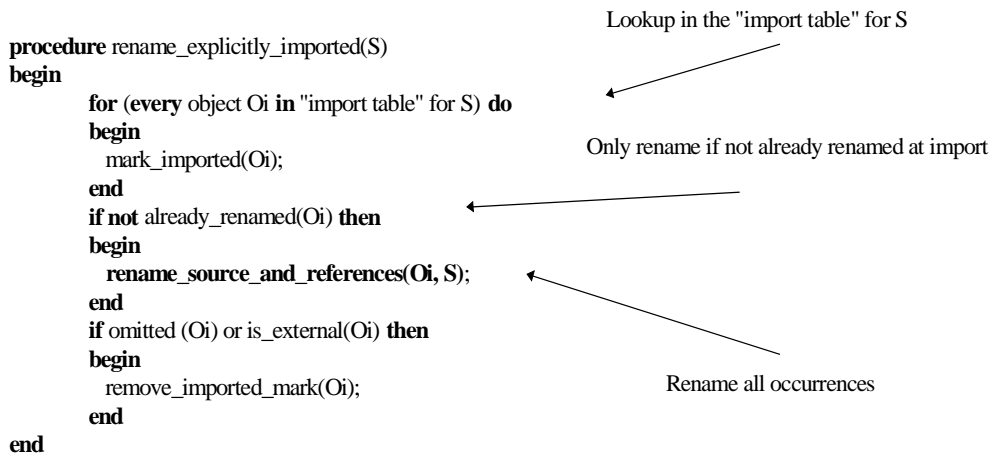 Lookup in the "import table" for S
procedure rename_explicitly_imported(S)
begin
for (every object Oi in "import table" for S) do
begin
Only rename if not already renamed at import
mark_imported(Oi);
end
if not already_renamed(Oi) then
begin
rename_source_and_references(Oi, S);
end
if omitted (Oi) or is_external(Oi) then
begin
remove_imported_mark(Oi);
Rename all occurrences
end
end